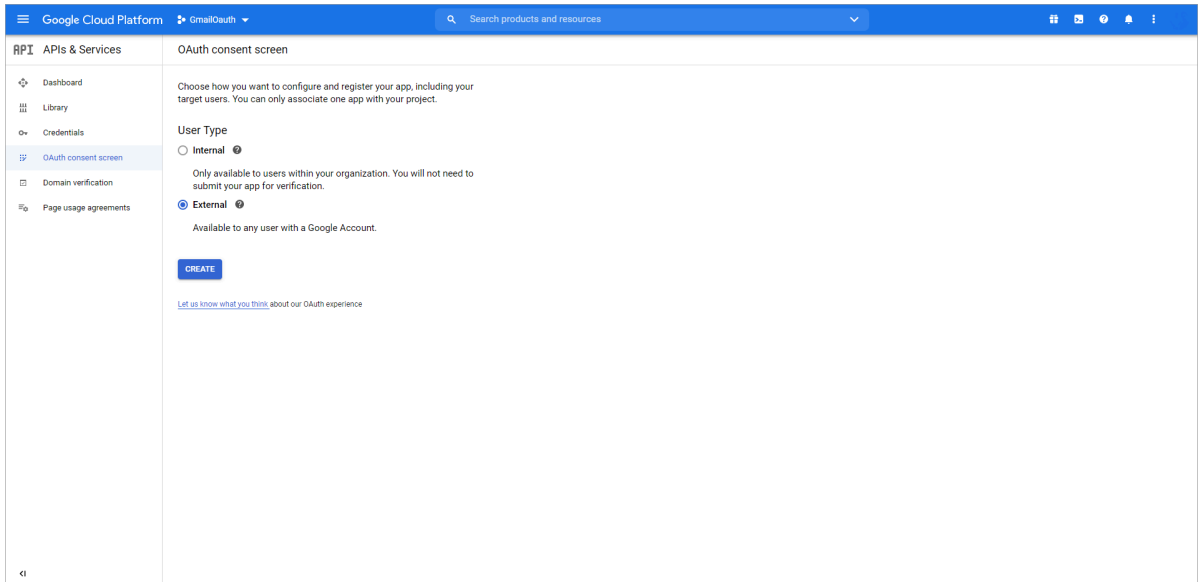 Google Cloud Platform GmailOauth Search products and resources
API APIs & Services
OAuth consent screen
Dashboard
Library
Credentials
OAuth consent screen
Domain verification
Page usage agreements
Choose how you want to configure and register your app, including your
target users. You can only associate one app with your project.
User Type
Internal
Only available to users within your organization. You will not need to
submit your app for verification.
External
Available to any user with a Google Account.
CREATE
Let us know what you think about our OAuth experience